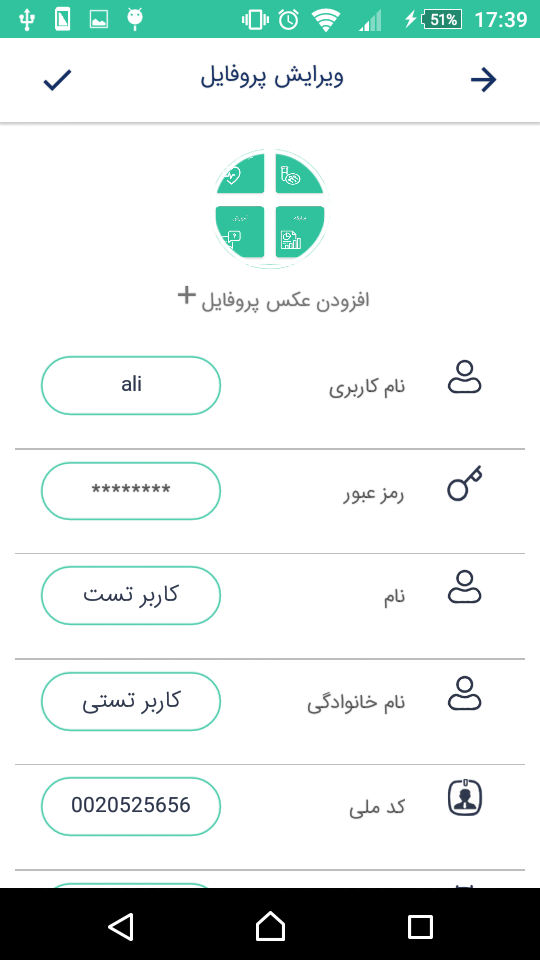 51% 17:39
ویرایش پروفایل
افزودن عکس پروفایل +
نام کاربری ali
رمز عبور ********
نام کاربر تست
نام خانوادگی کاربر تستی
کد ملی 0020525656